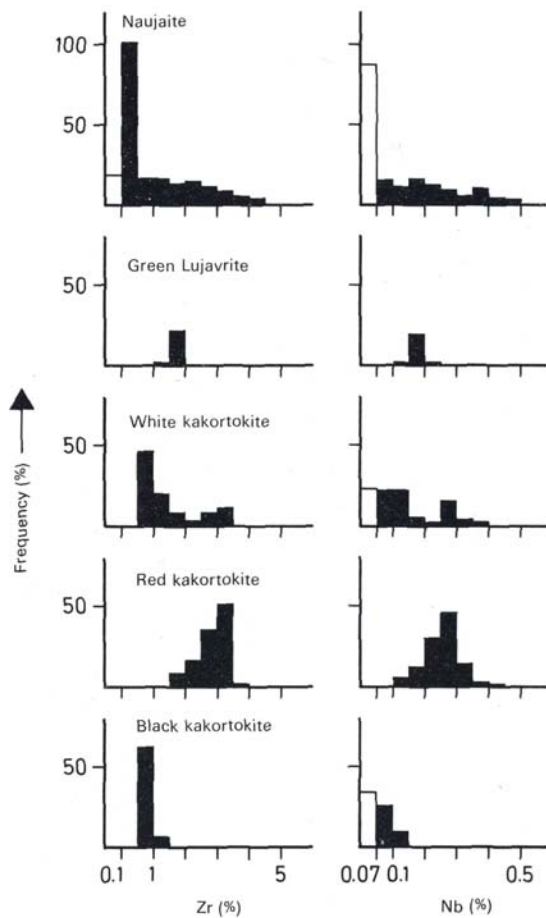 Naujaite
100
50
Green Lujavrite
50
White kakortokite
50
Frequency (%)
Red kakortokite
50
Black kakortokite
50
0.1 1 5 0.07 0.1 0.5
Zr (%) Nb (%)